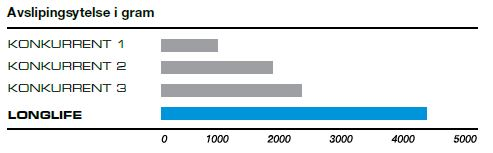 Avslipingsytelse i gram
KONKURRENT 1
KONKURRENT 2
KONKURRENT 3
LONGLIFE
0 1000 2000 3000 4000 5000